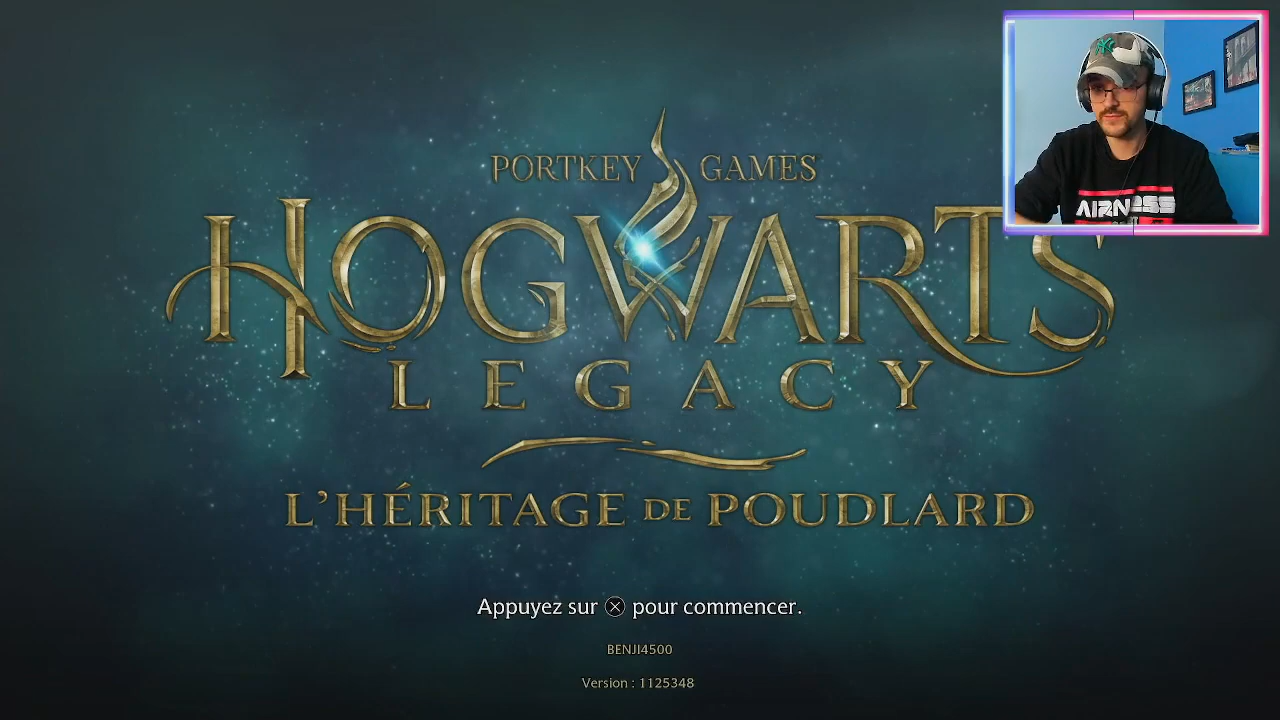 PORTKEY GAMES
HOGWARTS
LEGACY
L'HÉRITAGE DE POUDLARD
Appuyez sur ⓧ pour commencer.
BENJI4500
Version : 1125348
AIRNESS